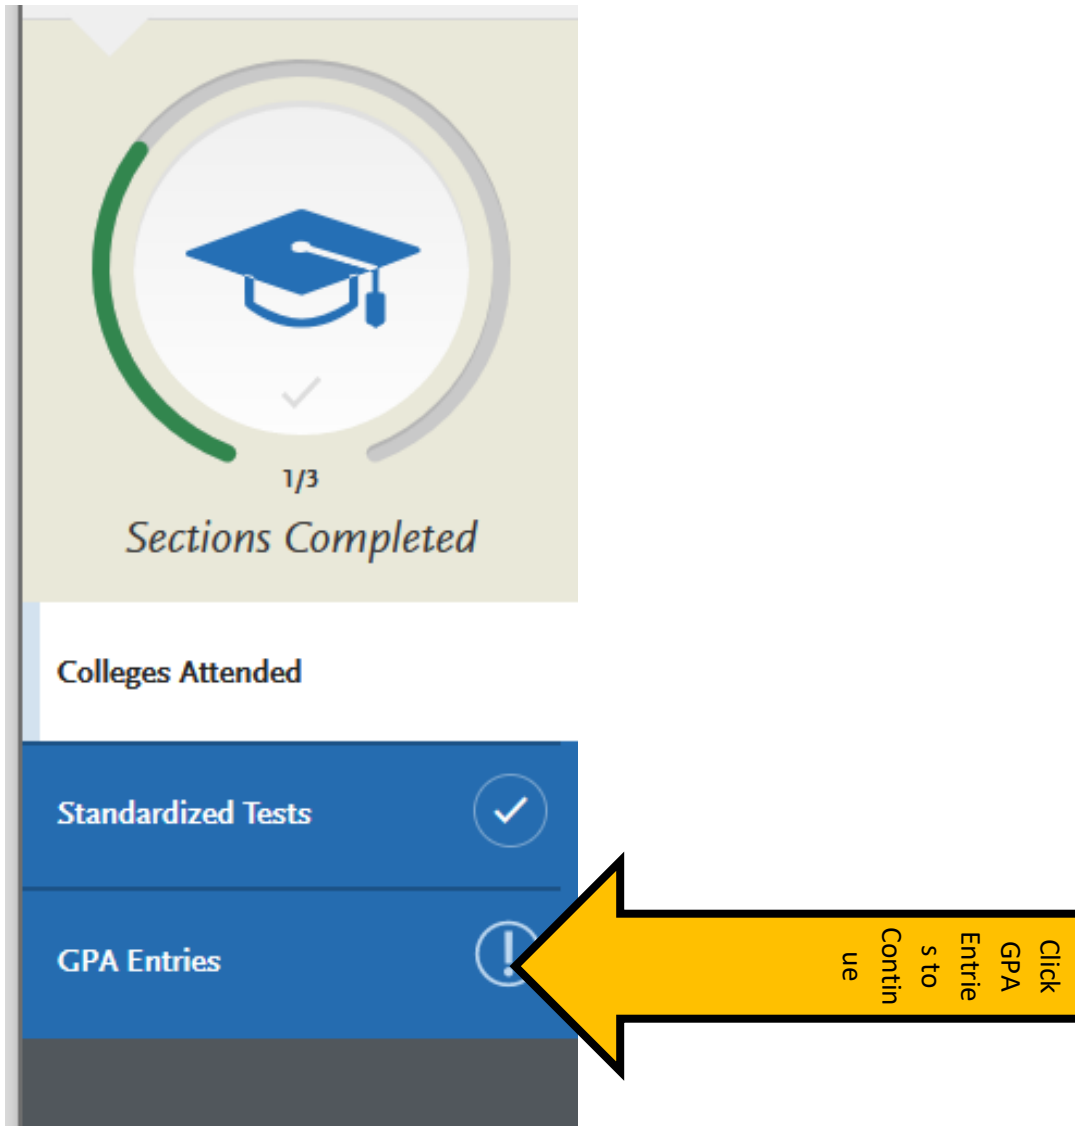 1/3
Sections Completed
Colleges Attended
Standardized Tests
GPA Entries
Click
GPA
Entrie
s to
Contin
ue